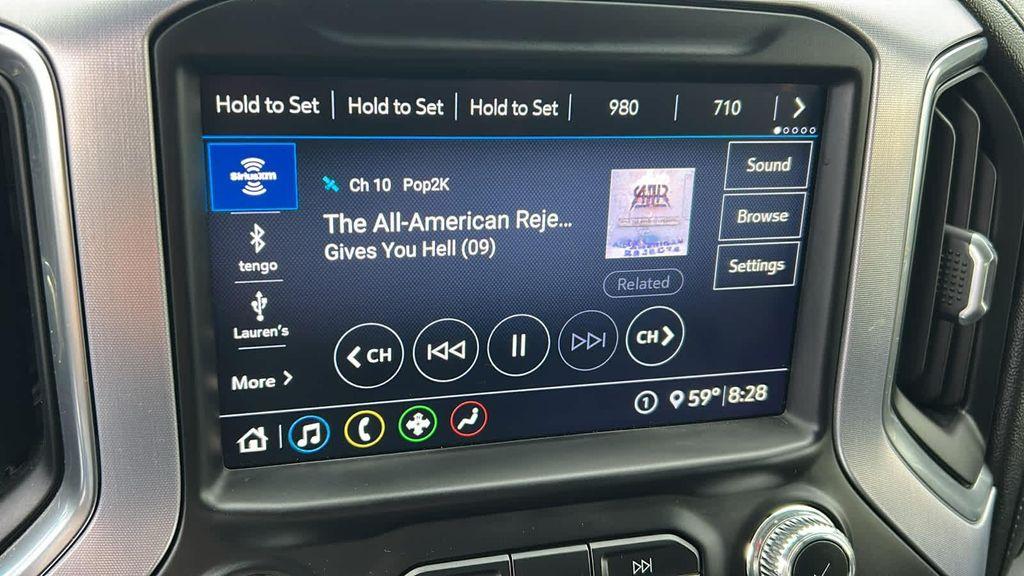 Hold to Set Hold to Set Hold to Set 980 710
SiriusXM
Ch 10 Pop2K
The All-American Reje...
Gives You Hell (09)
Related
Sound
Browse
Settings
tengo
Lauren's
More
CH
CH
1 59° 8:28